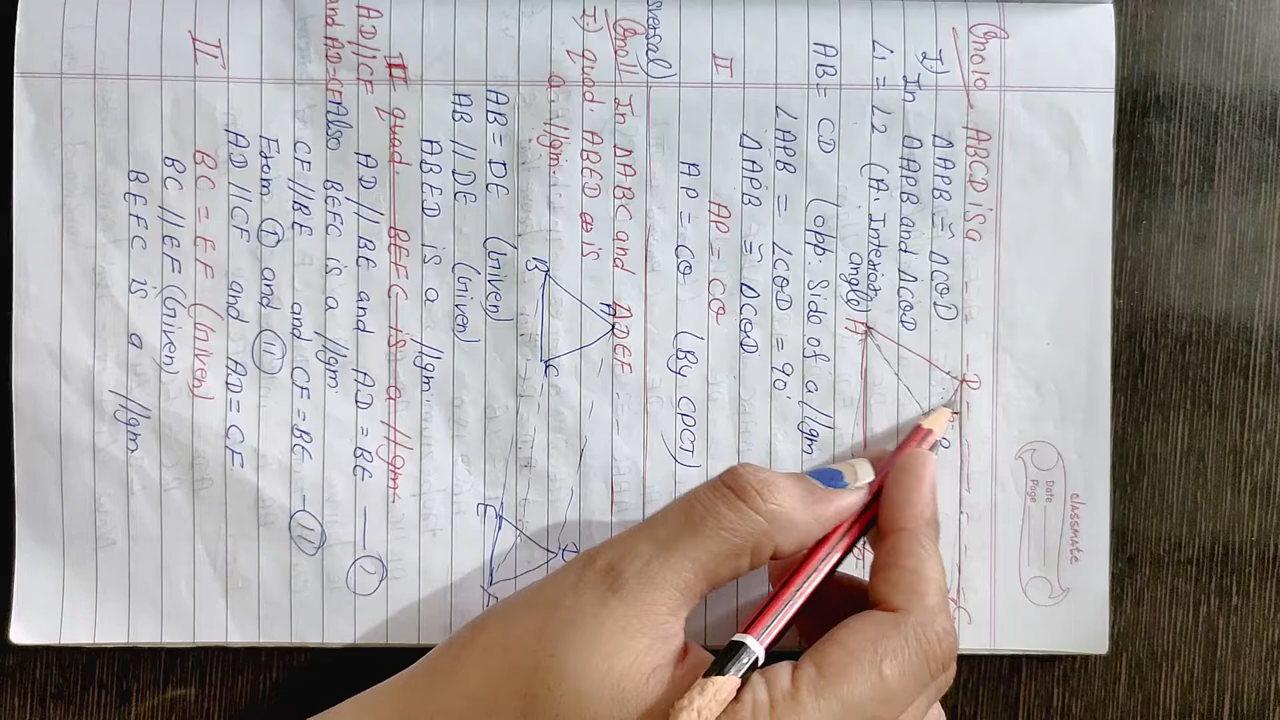 classmate
Date
Page
Qno10 ABCD is a
I) ΔAPB ≅ ΔCQD
In ΔAPB and ΔCQD
∠1 = ∠2 (A. Interior angle)
AB = CD (opp. Side of a //gm
∠APB = ∠CQD = 90°
ΔAPB ≅ ΔCQD
II AP = CQ
AP = CQ (By CPCT)
Qno11 In ΔABC and ΔDEF
I) quad. ABED is
a //gm.
AB = DE (Given)
AB // DE (Given)
ABED is a //gm.
II quad. BEFC is a //gm
AD//CF AD // BE and AD = BE — I
and AD=CF Also BEFC is a //gm
CF // BE and CF = BE — II
From I and II
AD // CF and AD = CF
II BC = EF (Given)
BC // EF (Given)
BEFC is a //gm
A
D
C
B
A
C
E
D
F